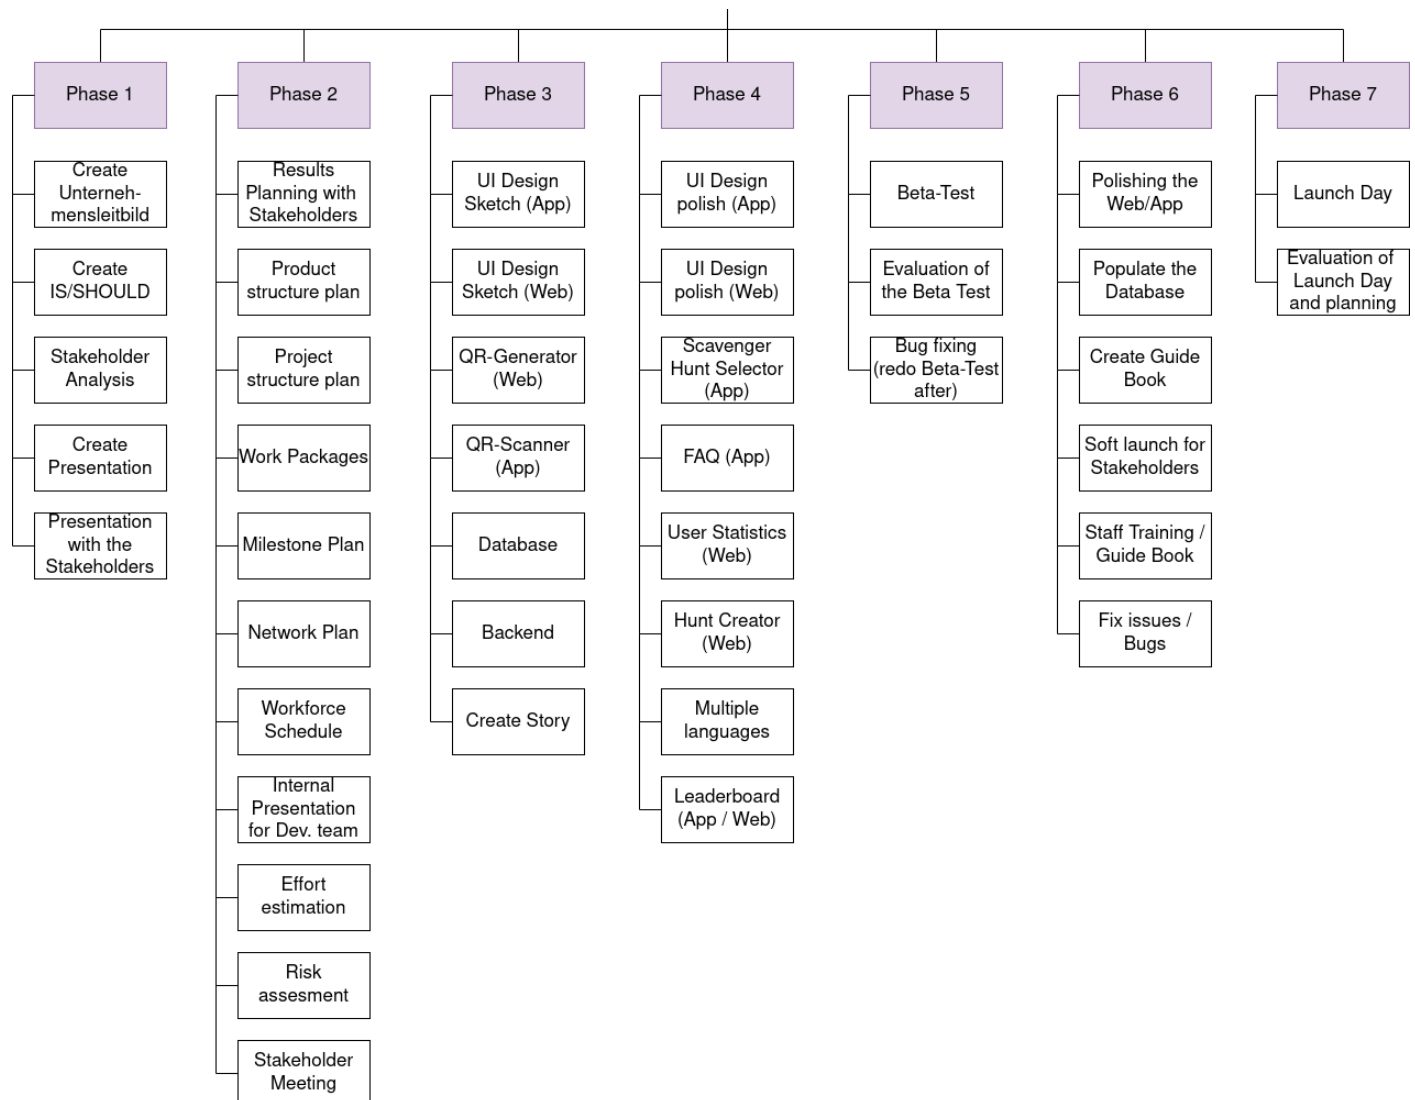 Phase 1
Create
Unterneh-
mensleitbild
Create
IS/SHOULD
Stakeholder
Analysis
Create
Presentation
Presentation
with the
Stakeholders
Phase 2
Results
Planning with
Stakeholders
Product
structure plan
Project
structure plan
Work Packages
Milestone Plan
Network Plan
Workforce
Schedule
Internal
Presentation
for Dev. team
Effort
estimation
Risk
assesment
Stakeholder
Meeting
Phase 3
UI Design
Sketch (App)
UI Design
Sketch (Web)
QR-Generator
(Web)
QR-Scanner
(App)
Database
Backend
Create Story
Phase 4
UI Design
polish (App)
UI Design
polish (Web)
Scavenger
Hunt Selector
(App)
FAQ (App)
User Statistics
(Web)
Hunt Creator
(Web)
Multiple
languages
Leaderboard
(App / Web)
Phase 5
Beta-Test
Evaluation of
the Beta Test
Bug fixing
(redo Beta-Test
after)
Phase 6
Polishing the
Web/App
Populate the
Database
Create Guide
Book
Soft launch for
Stakeholders
Staff Training /
Guide Book
Fix issues /
Bugs
Phase 7
Launch Day
Evaluation of
Launch Day
and planning